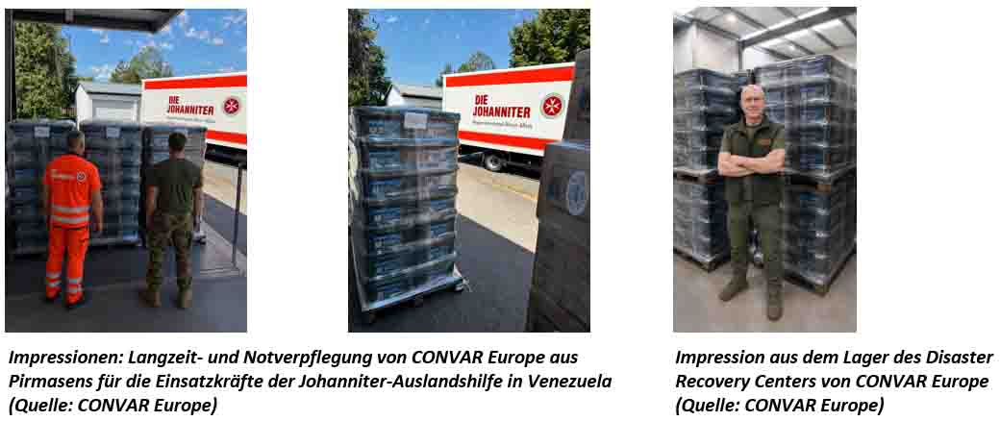 DIE
JOHANNITER
DIE
JOHANNITER
Impressionen: Langzeit- und Notverpflegung von CONVAR Europe aus
Pirmasens für die Einsatzkräfte der Johanniter-Auslandshilfe in Venezuela
(Quelle: CONVAR Europe)
Impression aus dem Lager des Disaster
Recovery Centers von CONVAR Europe
(Quelle: CONVAR Europe)